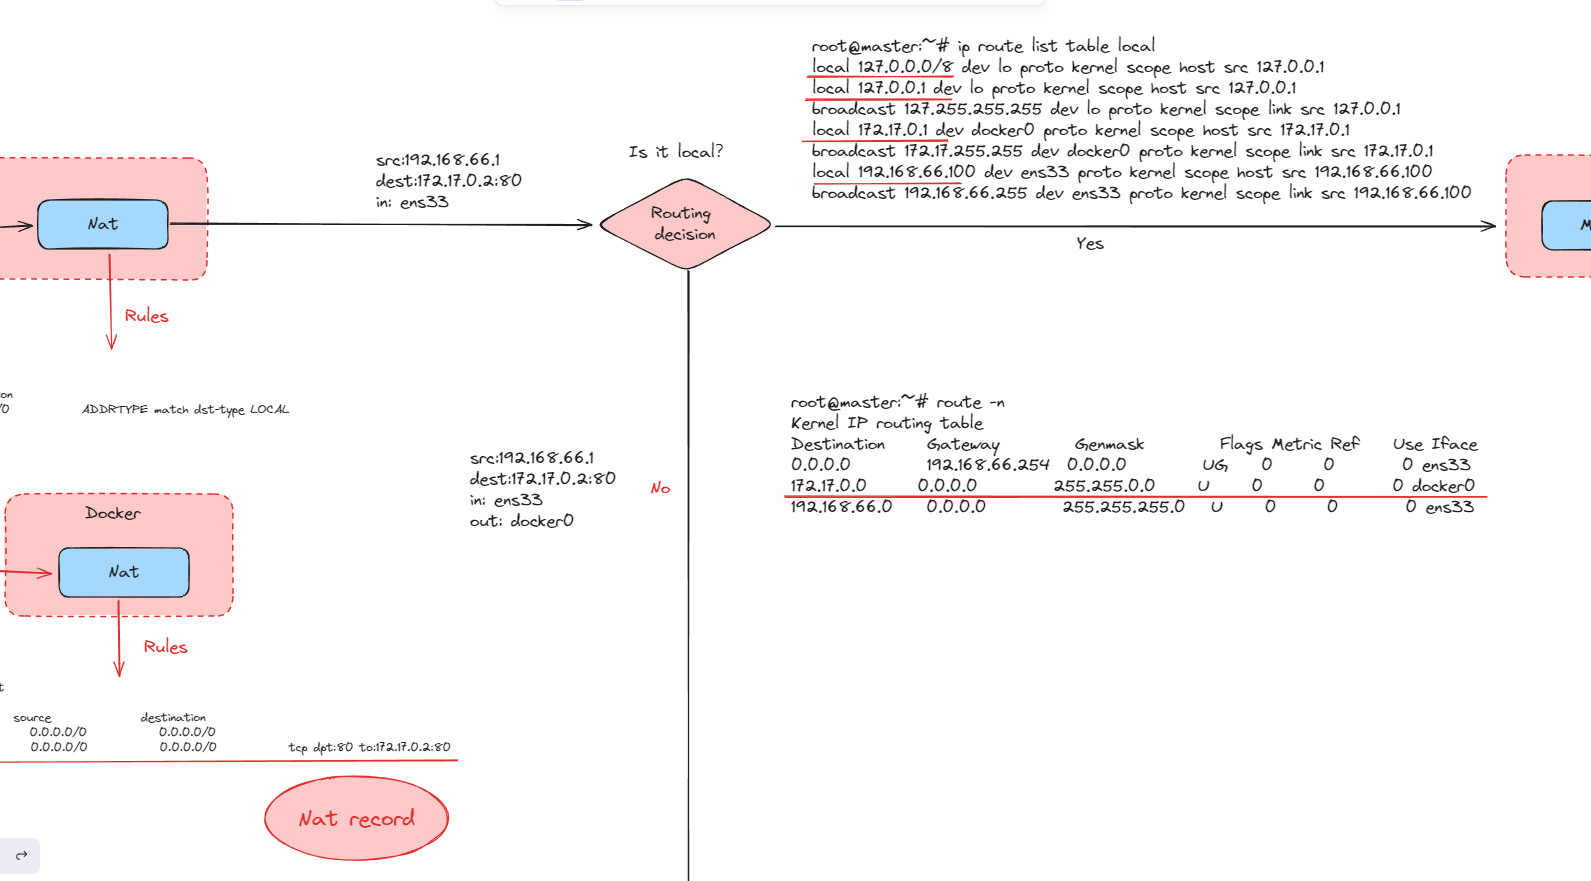 root@master:~# ip route list table local
local 127.0.0.0/8 dev lo proto kernel scope host src 127.0.0.1
local 127.0.0.1 dev lo proto kernel scope host src 127.0.0.1
broadcast 127.255.255.255 dev lo proto kernel scope link src 127.0.0.1
local 172.17.0.1 dev docker0 proto kernel scope host src 172.17.0.1
broadcast 172.17.255.255 dev docker0 proto kernel scope link src 172.17.0.1
local 192.168.66.100 dev ens33 proto kernel scope host src 192.168.66.100
broadcast 192.168.66.255 dev ens33 proto kernel scope link src 192.168.66.100
src:192.168.66.1
dest:172.17.0.2:80
in: ens33
Is it local?
Nat
Routing
decision
Yes
M
Rules
on
/0
ADDRTYPE match dst-type LOCAL
src:192.168.66.1
dest:172.17.0.2:80
in: ens33
out: docker0
No
root@master:~# route -n
Kernel IP routing table
Destination Gateway Genmask Flags Metric Ref Use Iface
0.0.0.0 192.168.66.254 0.0.0.0 UG 0 0 0 ens33
172.17.0.0 0.0.0.0 255.255.0.0 U 0 0 0 docker0
192.168.66.0 0.0.0.0 255.255.255.0 U 0 0 0 ens33
Docker
Nat
Rules
t
source destination
0.0.0.0/0 0.0.0.0/0
0.0.0.0/0 0.0.0.0/0 tcp dpt:80 to:172.17.0.2:80
Nat record